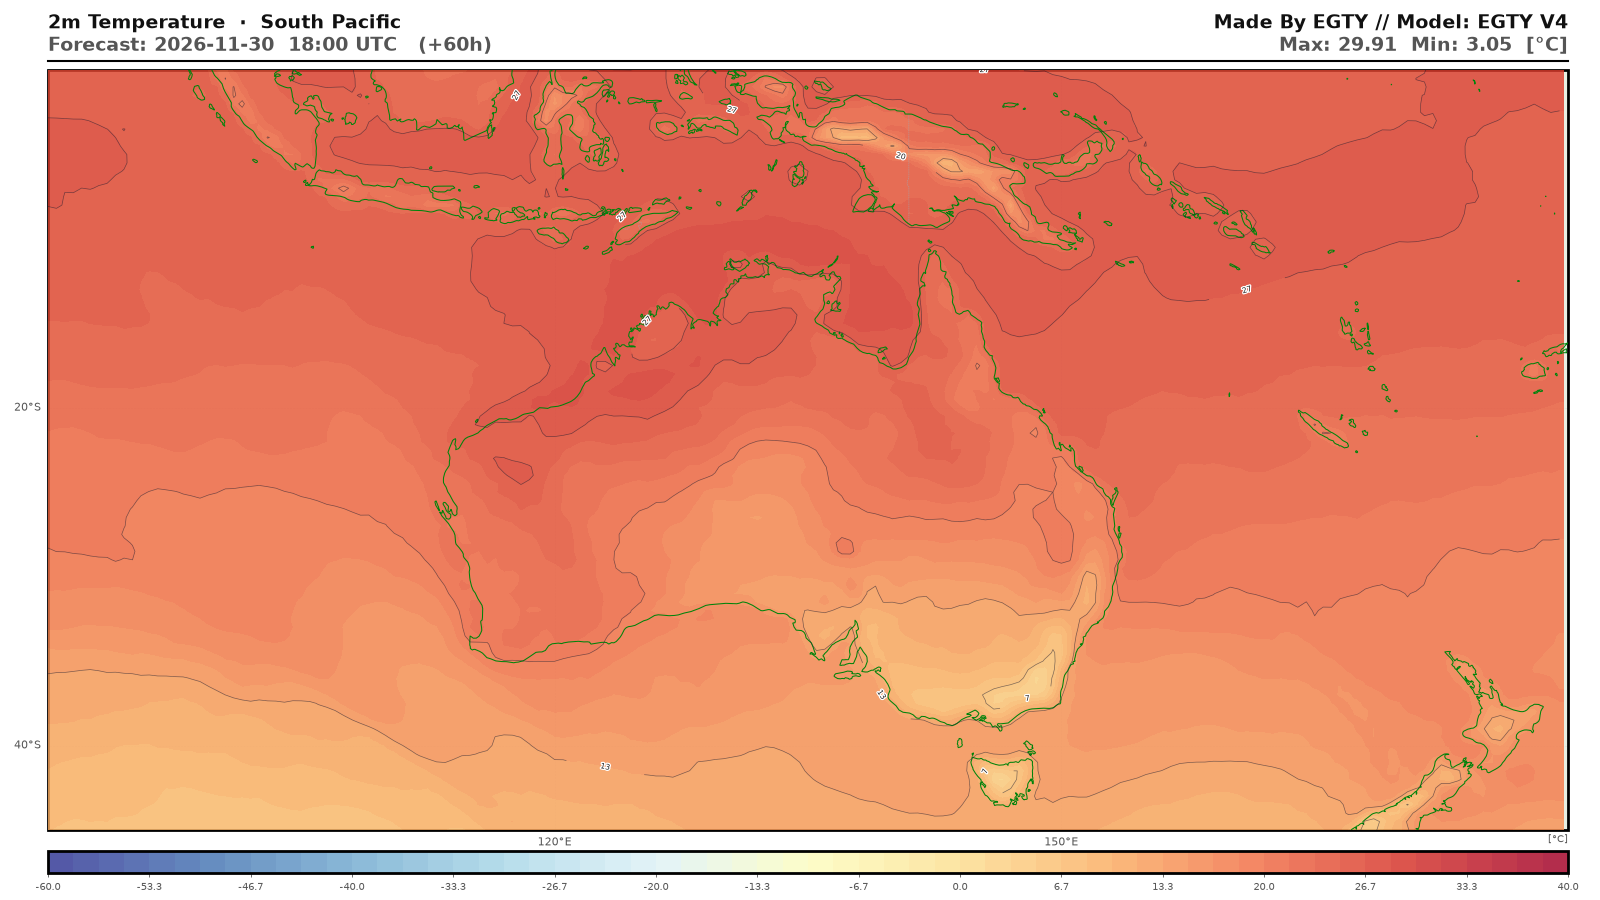 2m Temperature · South Pacific
Made By EGTY // Model: EGTY V4
Forecast: 2026-11-30 18:00 UTC (+60h)
Max: 29.91 Min: 3.05 [°C]
27
27
20
27
27
27
20°S
13
7
40°S
13
7
120°E
150°E
[°C]
-60.0 -53.3 -46.7 -40.0 -33.3 -26.7 -20.0 -13.3 -6.7 0.0 6.7 13.3 20.0 26.7 33.3 40.0